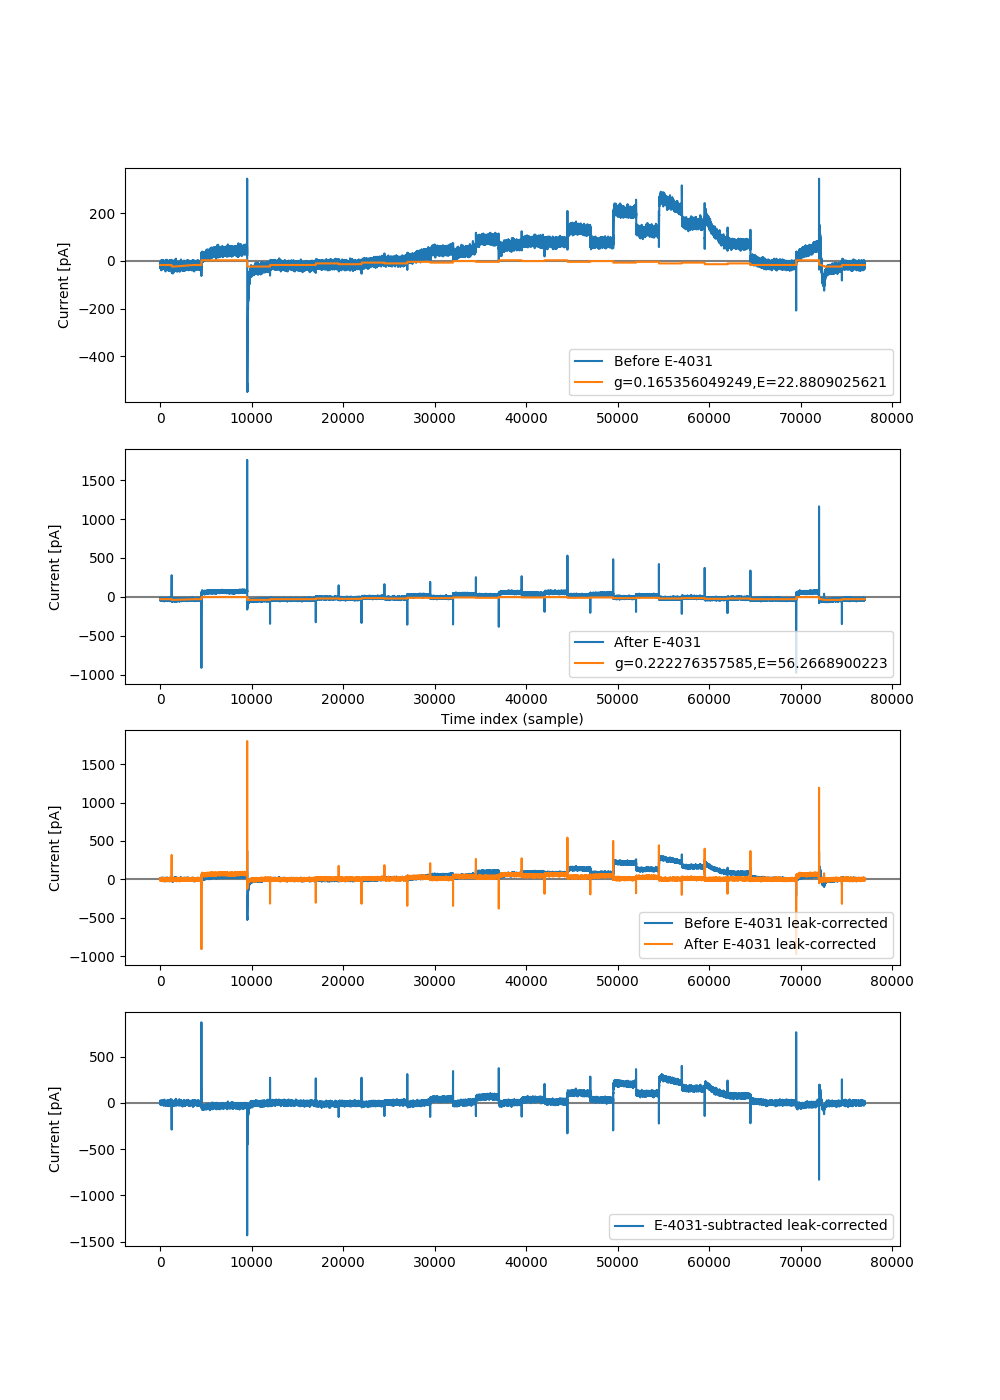 200
0
−200
−400
Current [pA]
Before E-4031
g=0.165356049249,E=22.8809025621
0 10000 20000 30000 40000 50000 60000 70000 80000
1500
1000
500
0
−500
−1000
Current [pA]
After E-4031
g=0.222276357585,E=56.2668900223
0 10000 20000 30000 40000 50000 60000 70000 80000
Time index (sample)
1500
1000
500
0
−500
−1000
Current [pA]
Before E-4031 leak-corrected
After E-4031 leak-corrected
0 10000 20000 30000 40000 50000 60000 70000 80000
500
0
−500
−1000
−1500
Current [pA]
E-4031-subtracted leak-corrected
0 10000 20000 30000 40000 50000 60000 70000 80000